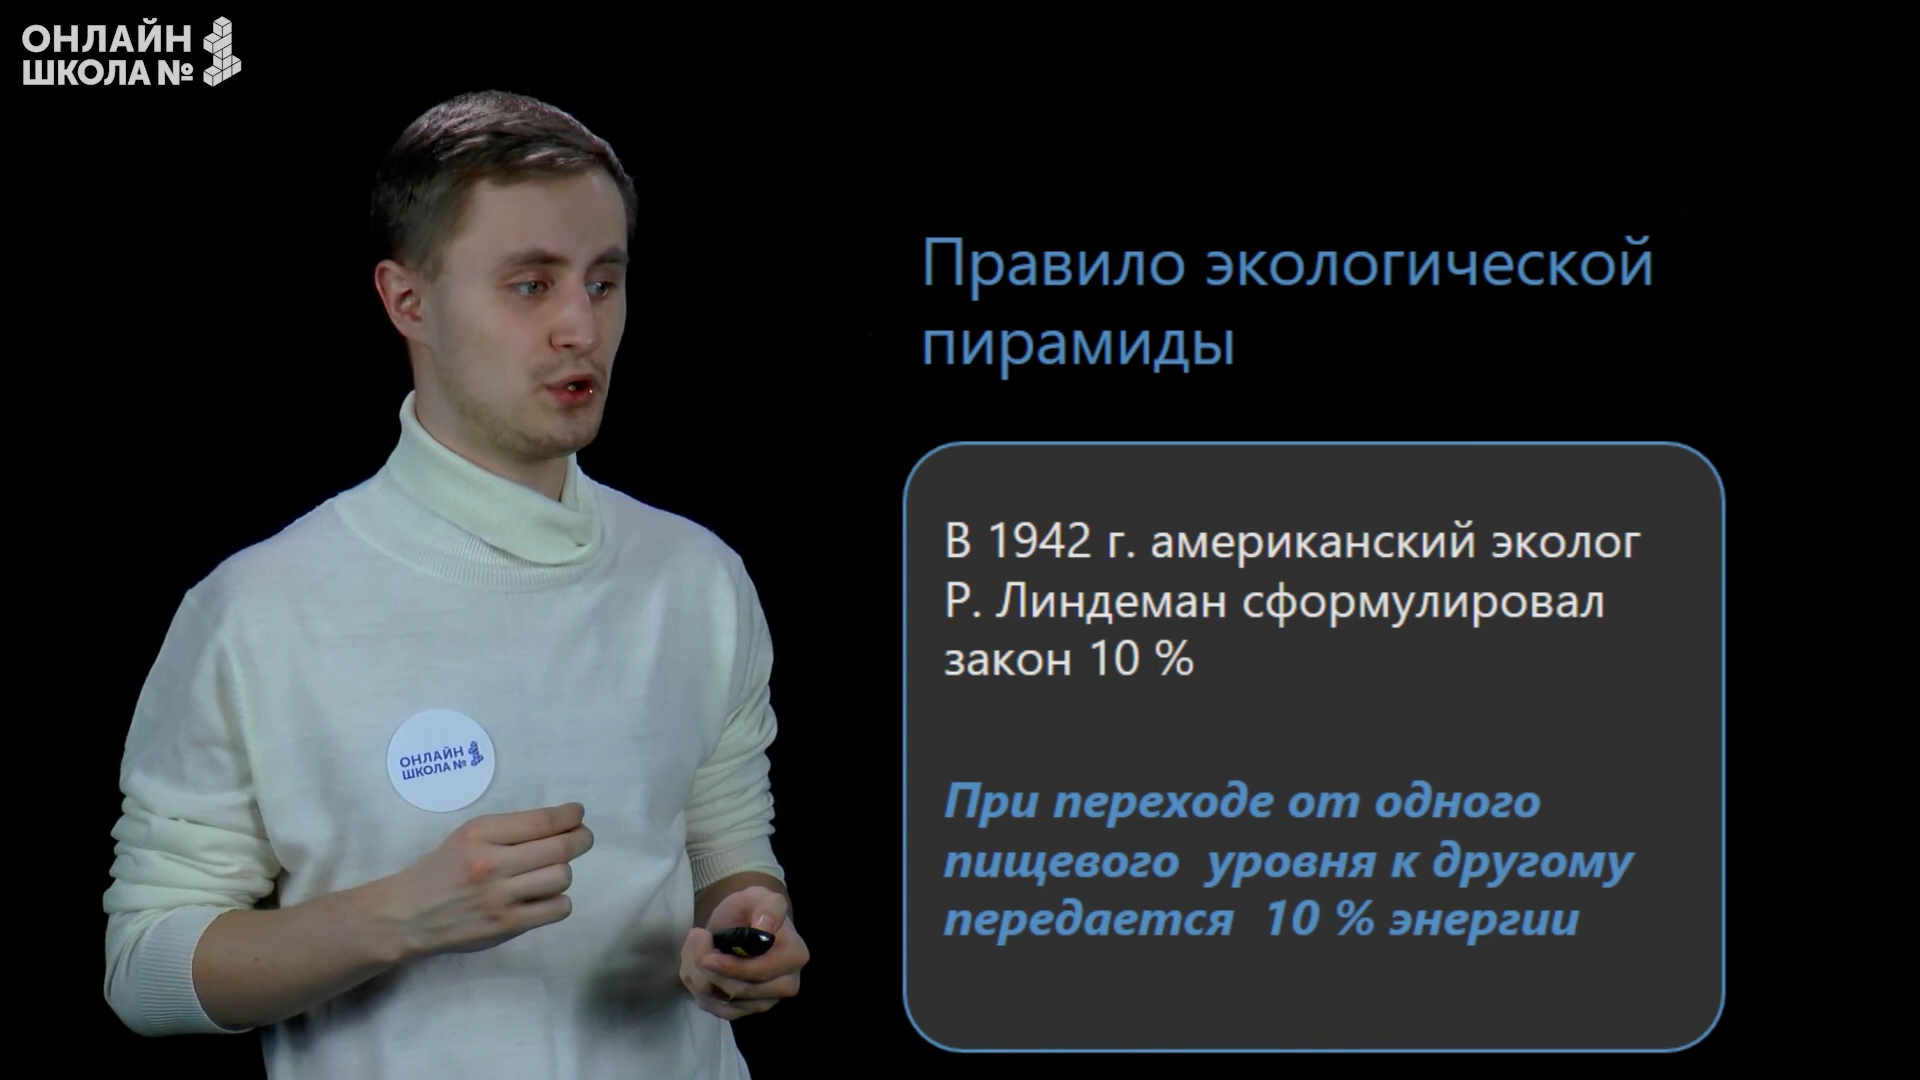 ОНЛАЙН
ШКОЛА №
Правило экологической
пирамиды
В 1942 г. американский эколог
Р. Линдеман сформулировал
закон 10 %
При переходе от одного
пищевого уровня к другому
передается 10 % энергии
ОНЛАЙН
ШКОЛА №